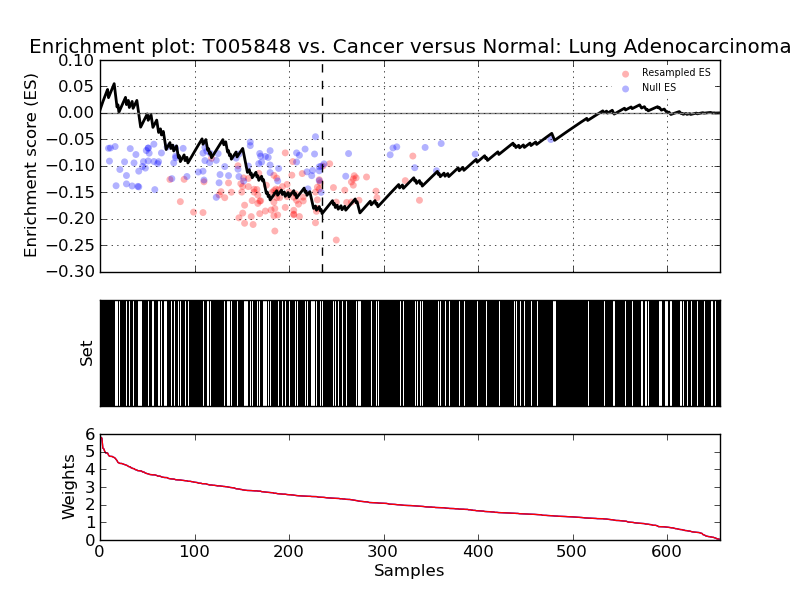 Enrichment plot: T005848 vs. Cancer versus Normal: Lung Adenocarcinoma
Enrichment score (ES)
0.10
0.05
0.00
−0.05
−0.10
−0.15
−0.20
−0.25
−0.30
Resampled ES
Null ES
Set
Weights
6
5
4
3
2
1
0
0 100 200 300 400 500 600
Samples